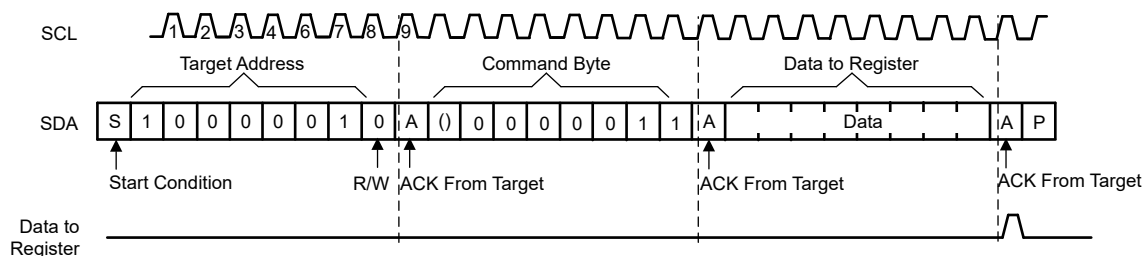 SCL 1 2 3 4 6 7 8 9
Target Address Command Byte Data to Register
SDA S 1 0 0 0 0 0 1 0 A () 0 0 0 0 0 1 1 A Data A P
Start Condition R/W ACK From Target ACK From Target ACK From Target
Data to
Register